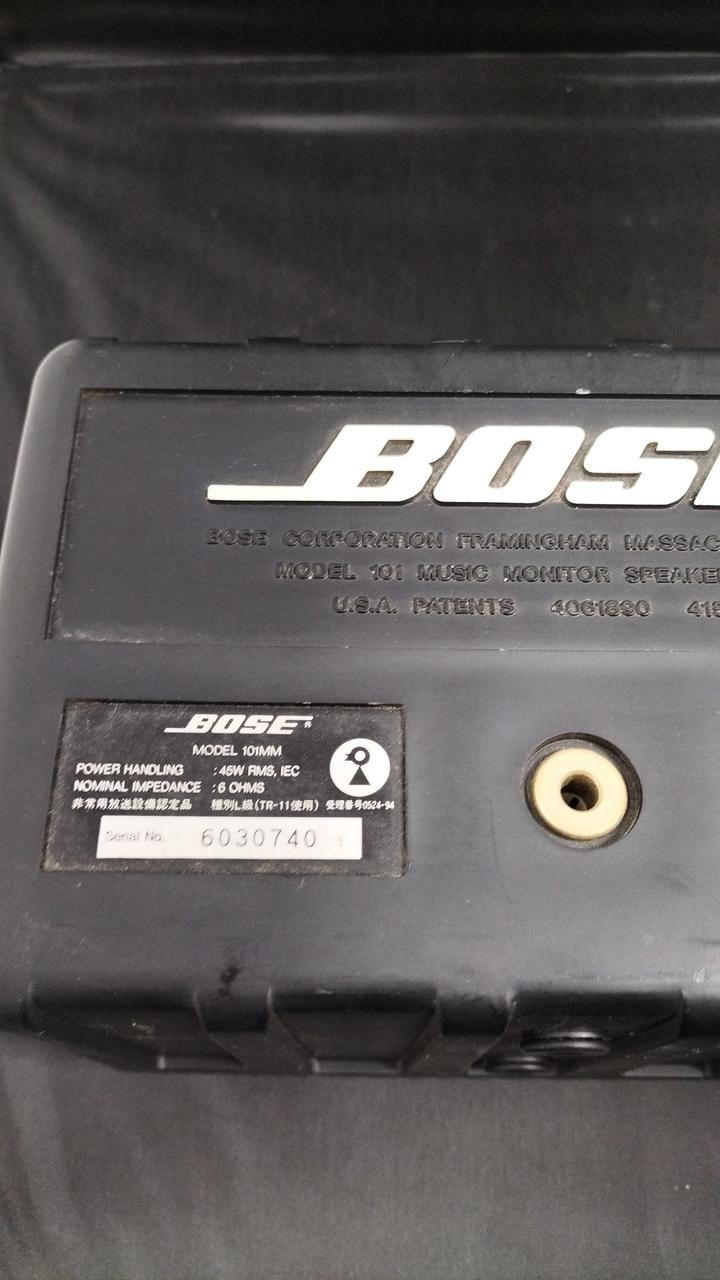 BOSE
BOSE CORPORATION FRAMINGHAM MASSAC
MODEL 101 MUSIC MONITOR SPEAKE
U.S.A. PATENTS 4061890 415
BOSE®
MODEL 101MM
POWER HANDLING : 45W RMS, IEC
NOMINAL IMPEDANCE : 6 OHMS
非常用放送設備認定品 種別L級(TR-11使用) 受理番号0524-94
Serial No. 6030740